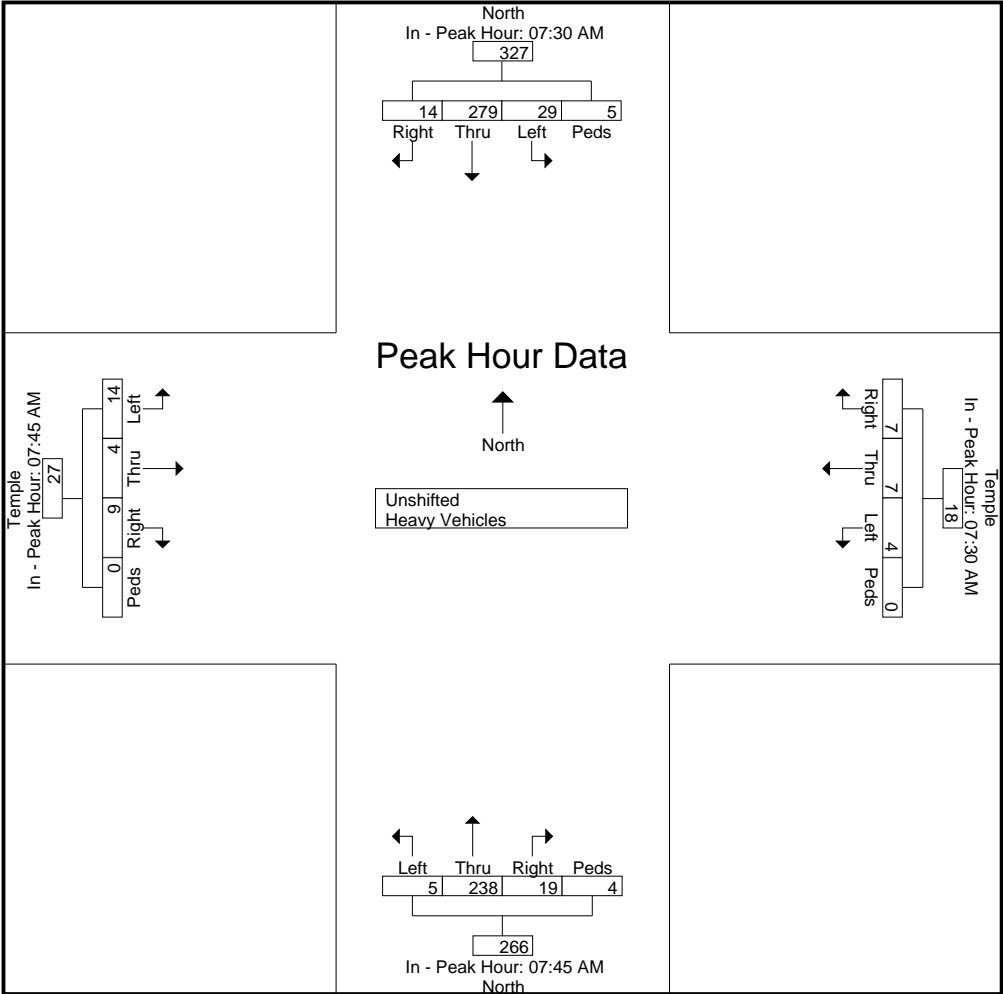 North
In - Peak Hour: 07:30 AM
327
14 279 29 5
Right Thru Left Peds
Peak Hour Data
North
Unshifted
Heavy Vehicles
Temple
In - Peak Hour: 07:45 AM
27
14 4 9 0
Left Thru Right Peds
Temple
In - Peak Hour: 07:30 AM
18
7 7 4 0
Right Thru Left Peds
Left Thru Right Peds
5 238 19 4
266
In - Peak Hour: 07:45 AM
North